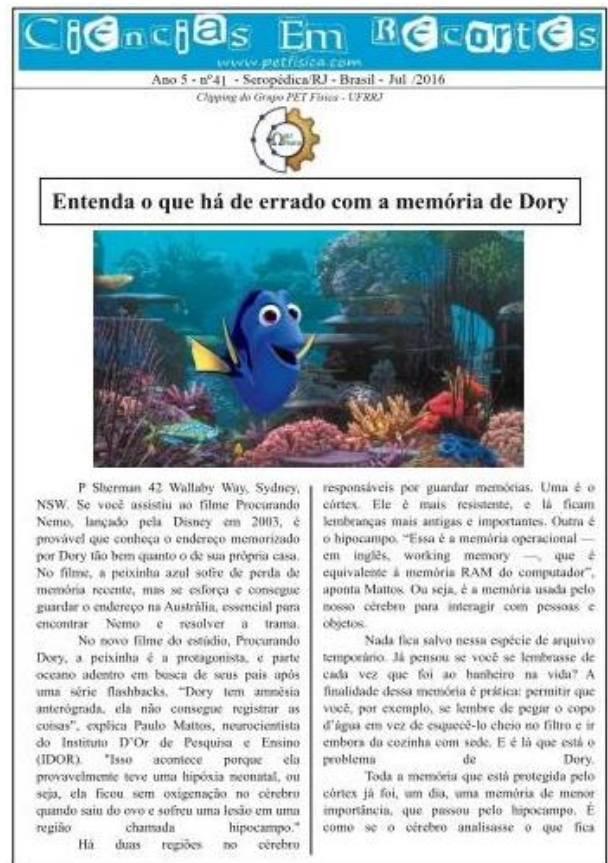 Ciências Em Recortes
www.petfisica.com
Ano 5 - nº41 - Seropédica/RJ - Brasil - Jul /2016
Clipping do Grupo PET Física - UFRRJ
Entenda o que há de errado com a memória de Dory
P Sherman 42 Wallaby Way, Sydney,
NSW. Se você assistiu ao filme Procurando
Nemo, lançado pela Disney em 2003, é
provável que conheça o endereço memorizado
por Dory tão bem quanto o de sua própria casa.
No filme, a peixinha azul sofre de perda de
memória recente, mas se esforça e consegue
guardar o endereço na Austrália, essencial para
encontrar Nemo e resolver a trama.
No novo filme do estúdio, Procurando
Dory, a peixinha é a protagonista, e parte
oceano adentro em busca de seus pais após
uma série flashbacks. “Dory tem amnésia
anterógrada, ela não consegue registrar as
coisas”, explica Paulo Mattos, neurocientista
do Instituto D’Or de Pesquisa e Ensino
(IDOR). "Isso acontece porque ela
provavelmente teve uma hipóxia neonatal, ou
seja, ela ficou sem oxigenação no cérebro
quando saiu do ovo e sofreu uma lesão em uma
região chamada hipocampo."
Há duas regiões no cérebro
responsáveis por guardar memórias. Uma é o
córtex. Ele é mais resistente, e lá ficam
lembranças mais antigas e importantes. Outra é
o hipocampo. “Essa é a memória operacional —
em inglês, working memory —, que é
equivalente à memória RAM do computador”,
aponta Mattos. Ou seja, é a memória usada pelo
nosso cérebro para interagir com pessoas e
objetos.
Nada fica salvo nessa espécie de arquivo
temporário. Já pensou se você se lembrasse de
cada vez que foi ao banheiro na vida? A
finalidade dessa memória é prática: permitir que
você, por exemplo, se lembre de pegar o copo
d’água em vez de esquecê-lo cheio no filtro e ir
embora da cozinha com sede. E é lá que está o
problema de Dory.
Toda a memória que está protegida pelo
córtex já foi, um dia, uma memória de menor
importância, que passou pelo hipocampo. É
como se o cérebro analisasse o que fica